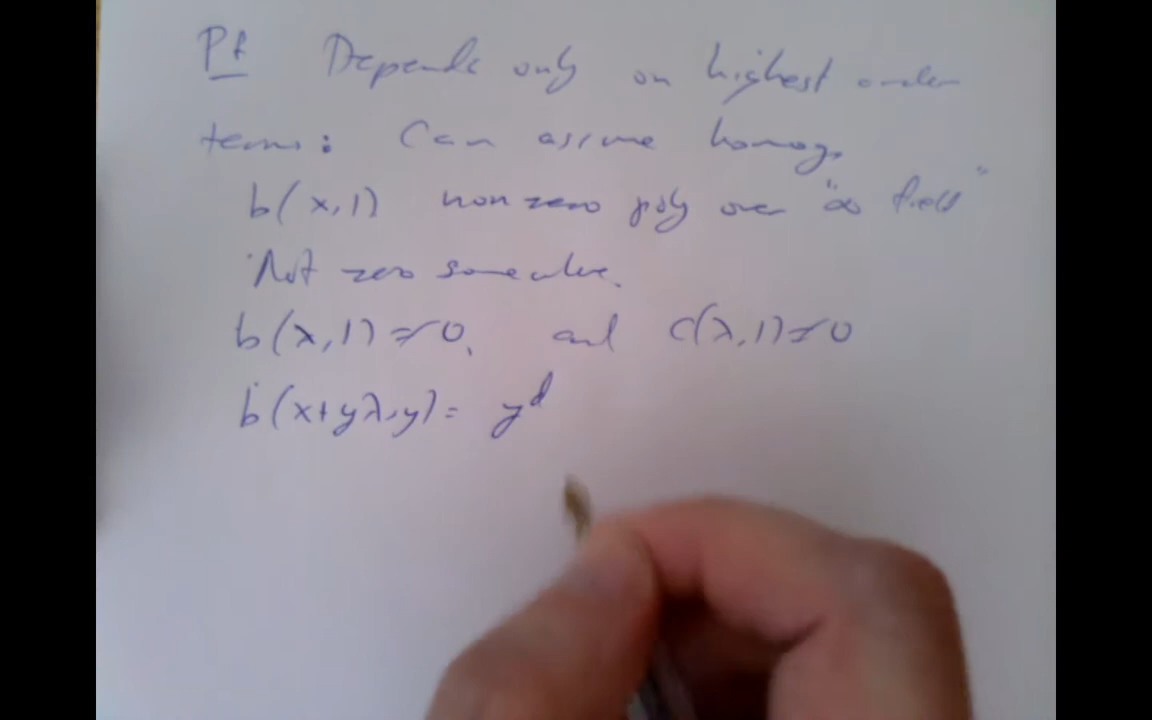 Pf Depends only on highest order
terms: Can assume homog.
b(x,1) nonzero poly over "∞ field"
Not zero somewhere.
b(λ,1)≠0, and c(λ,1)≠0
b(x+yλ,y)= y^d